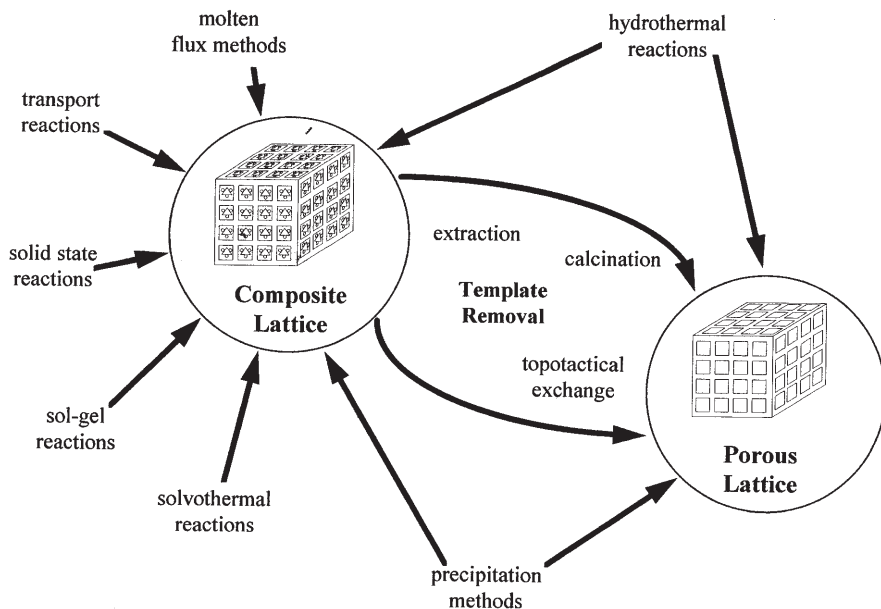 molten
flux methods
hydrothermal
reactions
transport
reactions
solid state
reactions
extraction
calcination
Composite
Lattice
Template
Removal
topotactical
exchange
sol-gel
reactions
Porous
Lattice
solvothermal
reactions
precipitation
methods